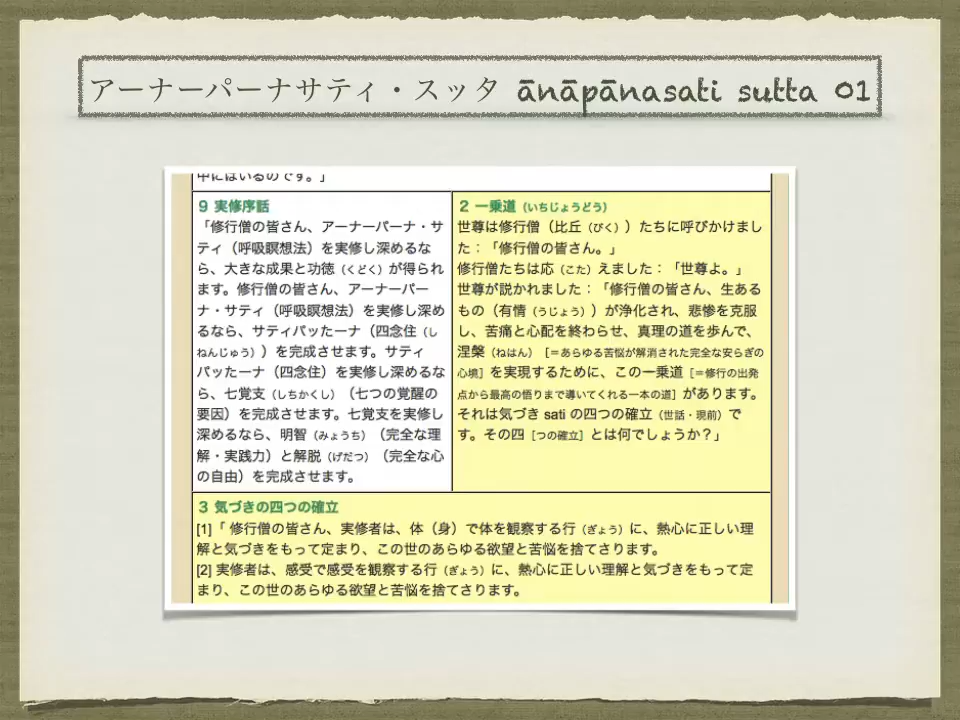 アーナーパーナサティ・スッタ ānāpānasati sutta 01
中にはいるのです。」
9 実修序話
「修行僧の皆さん、アーナーパーナ・サ
ティ（呼吸瞑想法）を実修し深めるな
ら、大きな成果と功徳（くどく）が得られ
ます。修行僧の皆さん、アーナーパー
ナ・サティ（呼吸瞑想法）を実修し深め
るなら、サティパッたーナ（四念住（し
ねんじゅう））を完成させます。サティ
パッたーナ（四念住）を実修し深めるな
ら、七覚支（しちかくし）（七つの覚醒の
要因）を完成させます。七覚支を実修し
深めるなら、明智（みょうち）（完全な理
解・実践力）と解脱（げだつ）（完全な心
の自由）を完成させます。
2 一乗道（いちじょうどう）
世尊は修行僧（比丘（びく））たちに呼びかけまし
た：「修行僧の皆さん。」
修行僧たちは応（こた）えました：「世尊よ。」
世尊が説かれました：「修行僧の皆さん、生ある
もの（有情（うじょう））が浄化され、悲惨を克服
し、苦痛と心配を終わらせ、真理の道を歩んで、
涅槃（ねはん）［＝あらゆる苦悩が解消された完全な安らぎの
心境］を実現するために、この一乗道［＝修行の出発
点から最高の悟りまで導いてくれる一本の道］があります。
それは気づき sati の四つの確立（世話・現前）で
す。その四［つの確立］とは何でしょうか？」
3 気づきの四つの確立
[1]「 修行僧の皆さん、実修者は、体（身）で体を観察する行（ぎょう）に、熱心に正しい理
解と気づきをもって定まり、この世のあらゆる欲望と苦悩を捨てさります。
[2] 実修者は、感受で感受を観察する行（ぎょう）に、熱心に正しい理解と気づきをもって定
まり、この世のあらゆる欲望と苦悩を捨てさります。